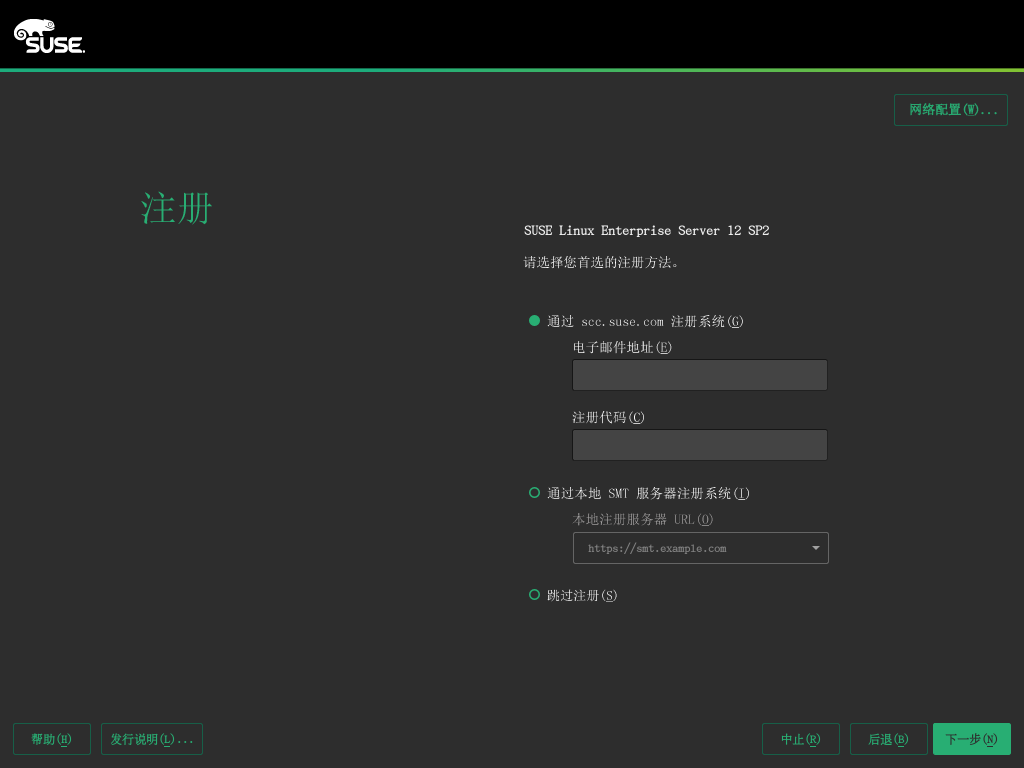 SUSE
网络配置(W)...
注册
SUSE Linux Enterprise Server 12 SP2
请选择您首选的注册方法。
通过 scc.suse.com 注册系统(G)
电子邮件地址(E)
注册代码(C)
通过本地 SMT 服务器注册系统(I)
本地注册服务器 URL(O)
https://smt.example.com
跳过注册(S)
帮助(H) 发行说明(L)... 中止(R) 后退(B) 下一步(N)